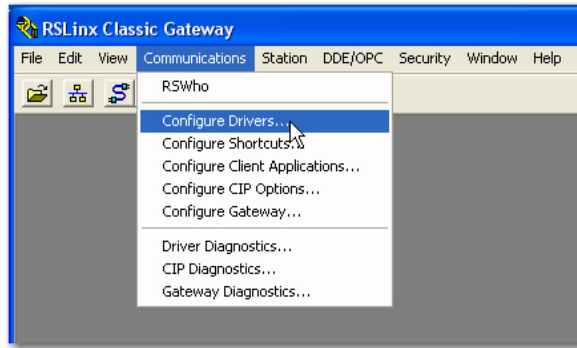 RSLinx Classic Gateway
File Edit View Communications Station DDE/OPC Security Window Help
RSWho
Configure Drivers...
Configure Shortcuts...
Configure Client Applications...
Configure CIP Options...
Configure Gateway...
Driver Diagnostics...
CIP Diagnostics...
Gateway Diagnostics...